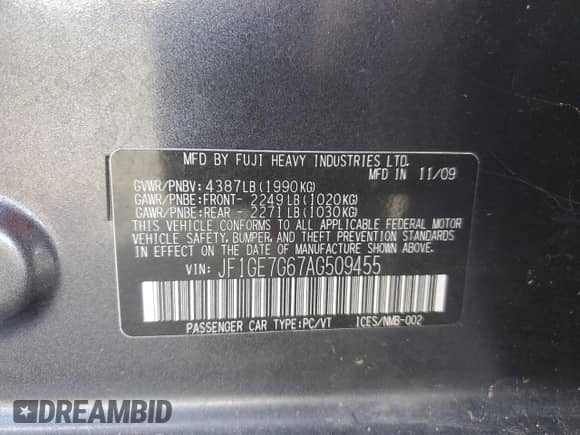 MFD BY FUJI HEAVY INDUSTRIES LTD.
MFD IN 11/09
GVWR/PNBV: 4387LB(1990KG)
GAWR/PNBE:FRONT- 2249LB(1020KG)
GAWR/PNBE:REAR - 2271LB(1030KG)
THIS VEHICLE CONFORMS TO ALL APPLICABLE FEDERAL MOTOR
VEHICLE SAFETY, BUMPER, AND THEFT PREVENTION STANDARDS
IN EFFECT ON THE DATE OF MANUFACTURE SHOWN ABOVE.
VIN: JF1GE7G67AG509455
PASSENGER CAR TYPE:PC/VT ICES/NMB-002
DREAMBID